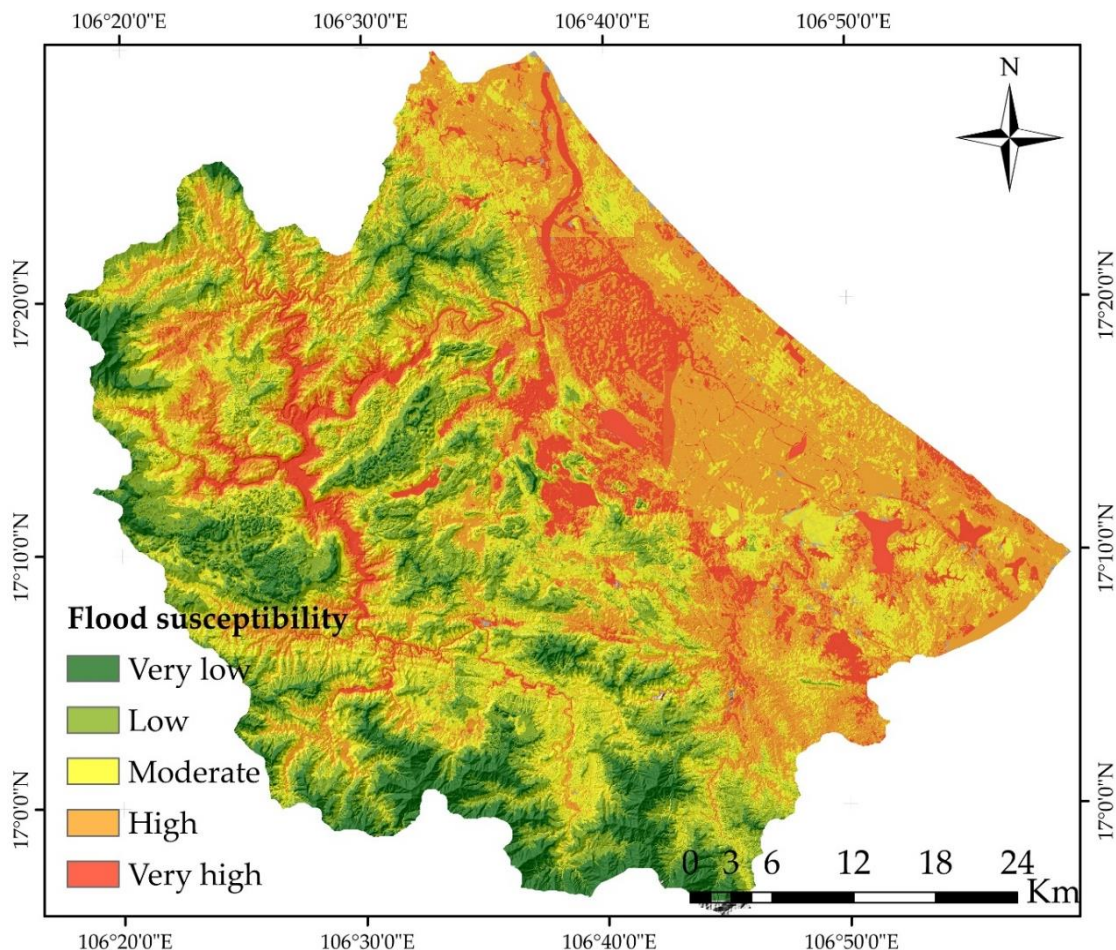 106°20'0"E 106°30'0"E 106°40'0"E 106°50'0"E
N
17°20'0"N 17°20'0"N
17°10'0"N 17°10'0"N
Flood susceptibility
Very low
Low
Moderate
High
Very high
17°0'0"N 17°0'0"N
0 3 6 12 18 24
Km
106°20'0"E 106°30'0"E 106°40'0"E 106°50'0"E